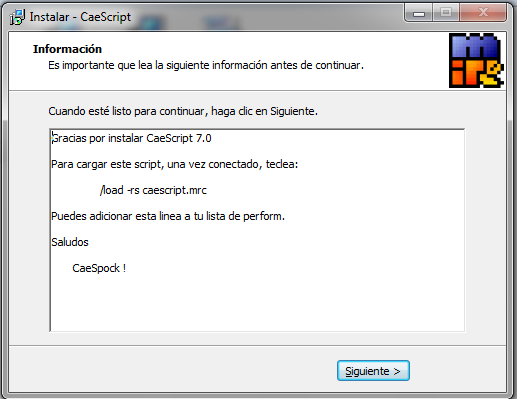 Instalar - CaeScript
Información
Es importante que lea la siguiente información antes de continuar.
Cuando esté listo para continuar, haga clic en Siguiente.
Gracias por instalar CaeScript 7.0
Para cargar este script, una vez conectado, teclea:
/load -rs caescript.mrc
Puedes adicionar esta linea a tu lista de perform.
Saludos
CaeSpock !
Siguiente >